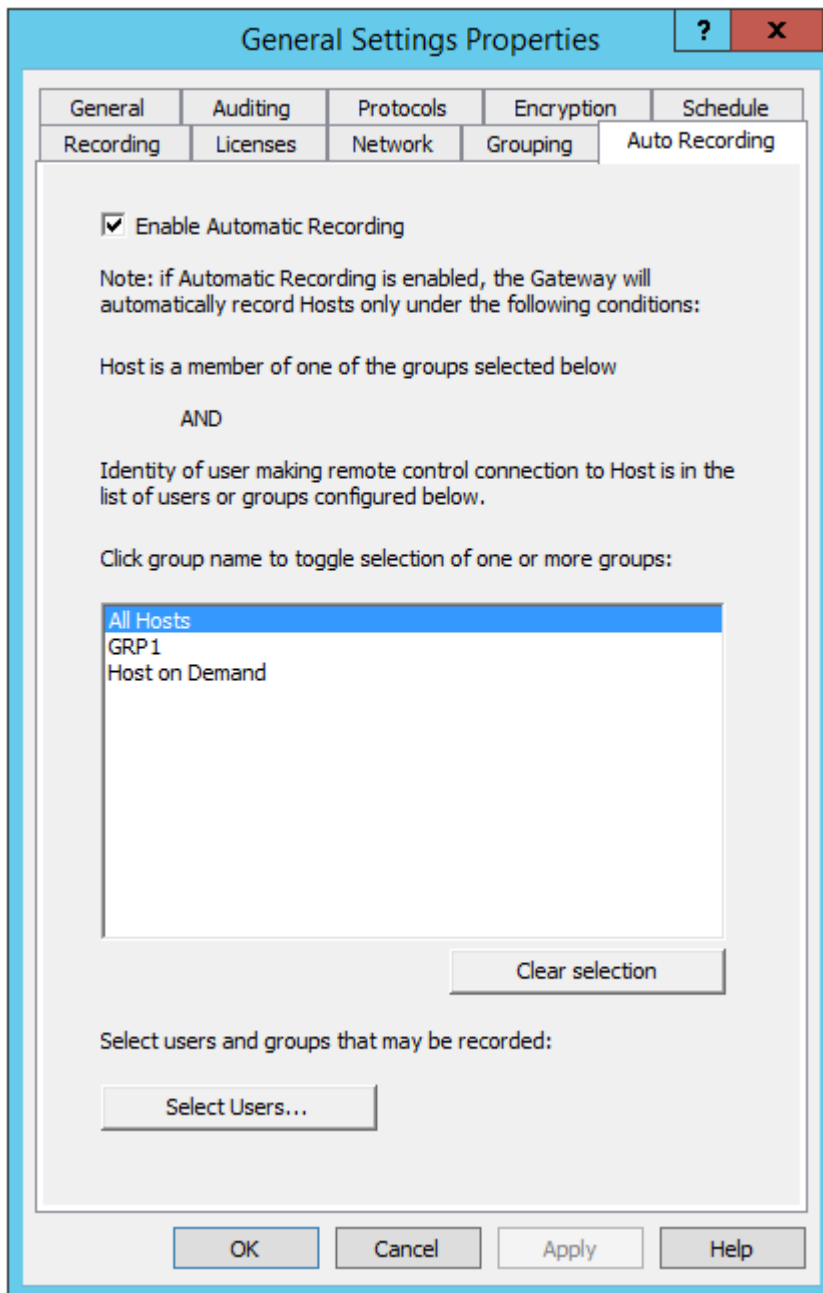 General Settings Properties
?
x
General
Auditing
Protocols
Encryption
Schedule
Recording
Licenses
Network
Grouping
Auto Recording
Enable Automatic Recording
Note: if Automatic Recording is enabled, the Gateway will
automatically record Hosts only under the following conditions:
Host is a member of one of the groups selected below
AND
Identity of user making remote control connection to Host is in the
list of users or groups configured below.
Click group name to toggle selection of one or more groups:
All Hosts
GRP1
Host on Demand
Clear selection
Select users and groups that may be recorded:
Select Users...
OK
Cancel
Apply
Help